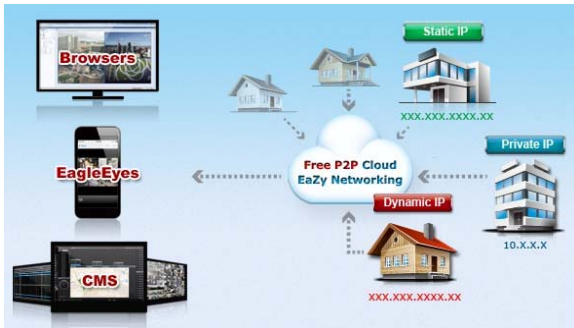 Static IP
Browsers
XXX.XXX.XXXX.XX
Private IP
Free P2P Cloud
EaZy Networking
EagleEyes
Dynamic IP
10.X.X.X
CMS
XXX.XXX.XXXX.XX